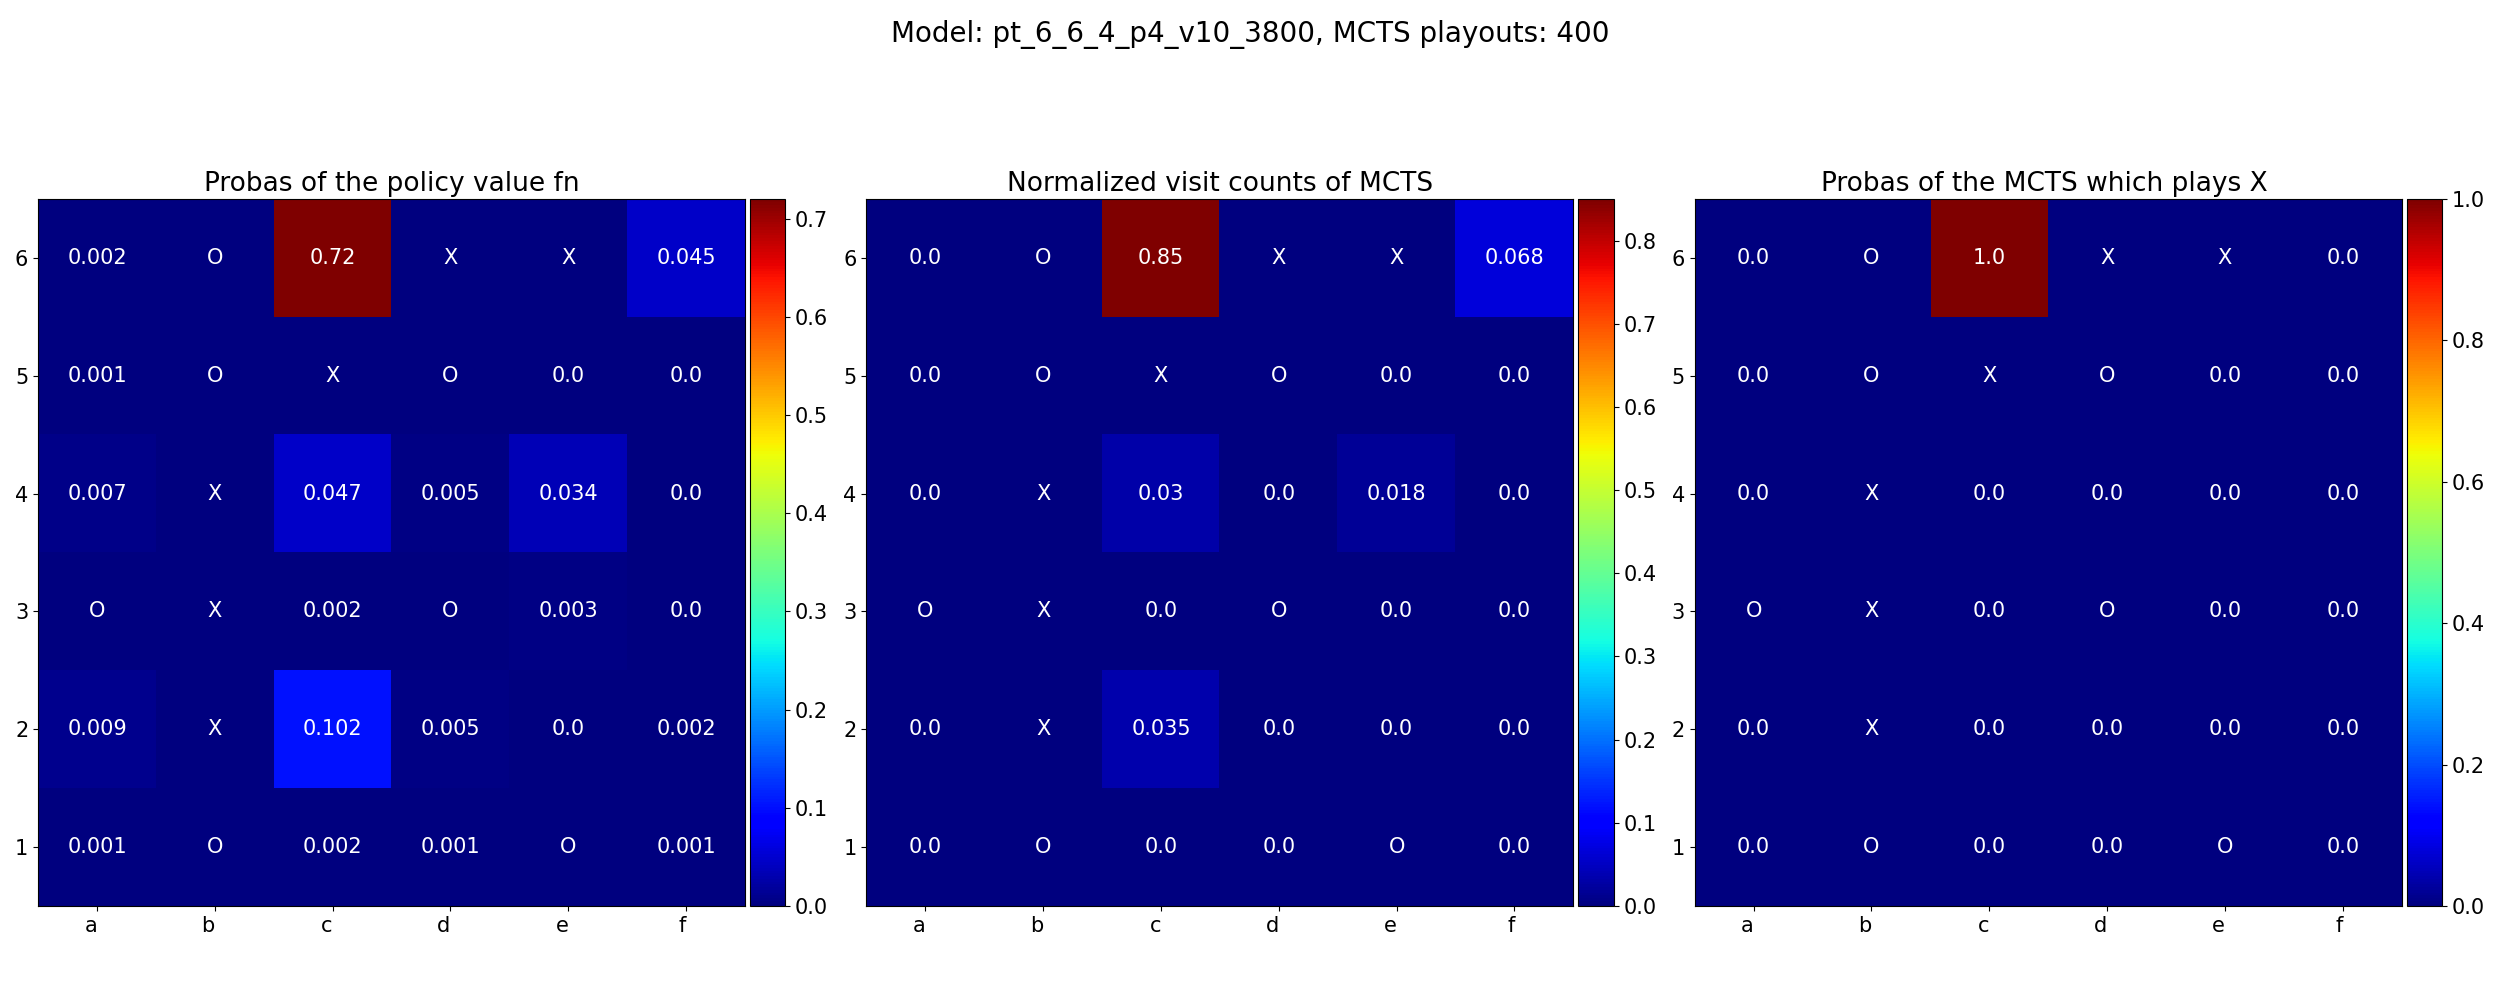 Model: pt_6_6_4_p4_v10_3800, MCTS playouts: 400
Probas of the policy value fn
6 0.002 O 0.72 X X 0.045
5 0.001 O X O 0.0 0.0
4 0.007 X 0.047 0.005 0.034 0.0
3 O X 0.002 O 0.003 0.0
2 0.009 X 0.102 0.005 0.0 0.002
1 0.001 O 0.002 0.001 O 0.001
a b c d e f
0.7
0.6
0.5
0.4
0.3
0.2
0.1
0.0
Normalized visit counts of MCTS
6 0.0 O 0.85 X X 0.068
5 0.0 O X O 0.0 0.0
4 0.0 X 0.03 0.0 0.018 0.0
3 O X 0.0 O 0.0 0.0
2 0.0 X 0.035 0.0 0.0 0.0
1 0.0 O 0.0 0.0 O 0.0
a b c d e f
0.8
0.7
0.6
0.5
0.4
0.3
0.2
0.1
0.0
Probas of the MCTS which plays X
6 0.0 O 1.0 X X 0.0
5 0.0 O X O 0.0 0.0
4 0.0 X 0.0 0.0 0.0 0.0
3 O X 0.0 O 0.0 0.0
2 0.0 X 0.0 0.0 0.0 0.0
1 0.0 O 0.0 0.0 O 0.0
a b c d e f
1.0
0.8
0.6
0.4
0.2
0.0